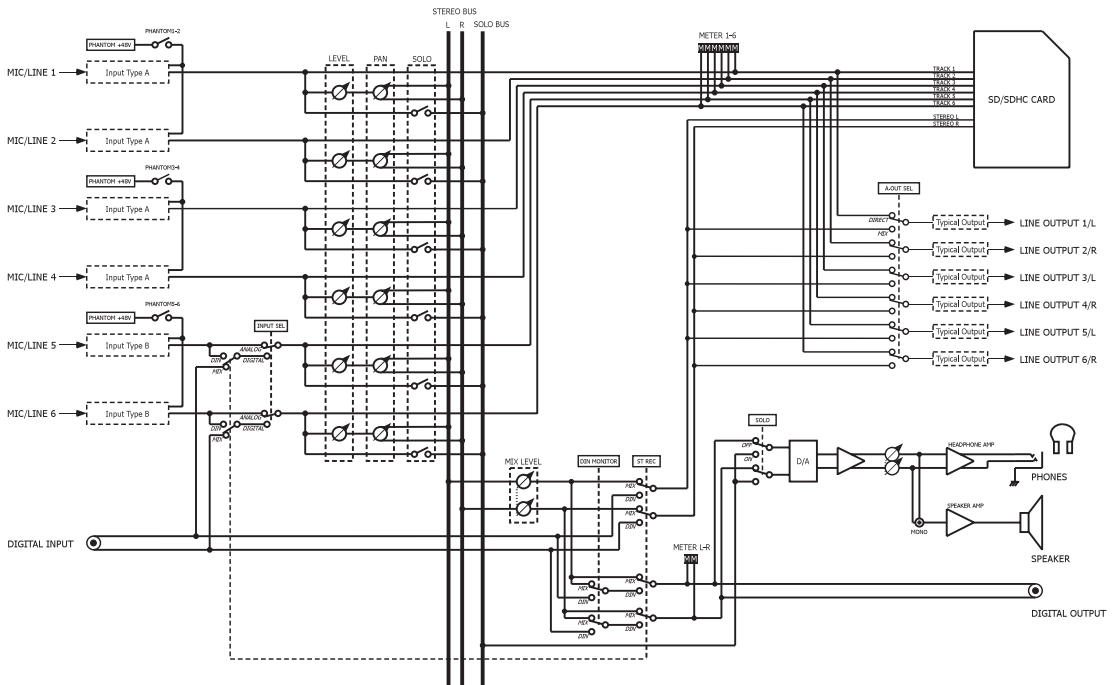 STEREO BUS
L R SOLO BUS
PHANTOM +48V PHANTOM1-2
MIC/LINE 1 Input Type A
LEVEL PAN SOLO
METER 1-6
M M M M M M
TRACK 1
TRACK 2
TRACK 3
TRACK 4
TRACK 5
TRACK 6
STEREO L
STEREO R
SD/SDHC CARD
MIC/LINE 2 Input Type A
PHANTOM +48V PHANTOM3-4
MIC/LINE 3 Input Type A
MIC/LINE 4 Input Type A
PHANTOM +48V PHANTOM5-6
MIC/LINE 5 Input Type B
INPUT SEL
ANALOG
DIN DIGITAL
MIX
MIC/LINE 6 Input Type B
ANALOG
DIN DIGITAL
MIX
A-OUT SEL
DIRECT
MIX
Typical Output LINE OUTPUT 1/L
Typical Output LINE OUTPUT 2/R
Typical Output LINE OUTPUT 3/L
Typical Output LINE OUTPUT 4/R
Typical Output LINE OUTPUT 5/L
Typical Output LINE OUTPUT 6/R
MIX LEVEL
DIN MONITOR
ST REC
MIX
DIN
MIX
DIN
SOLO
OFF
ON
D/A
HEADPHONE AMP
PHONES
SPEAKER AMP
MONO
SPEAKER
DIGITAL INPUT
METER L-R
M M
MIX
DIN
MIX
DIN
MIX
DIN
MIX
DIN
DIGITAL OUTPUT